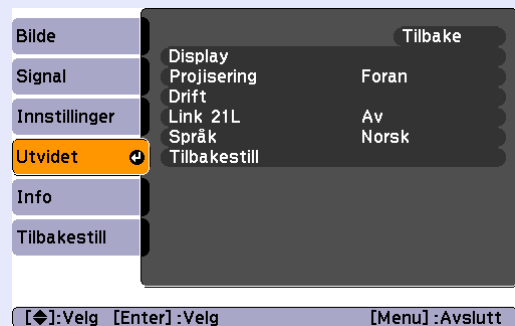 Bilde
Signal
Innstillinger
Utvidet
Info
Tilbakestill
Tilbake
Display
Projisering Foran
Drift
Link 21L Av
Språk Norsk
Tilbakestill
[◆]:Velg [Enter]:Velg [Menu]:Avslutt